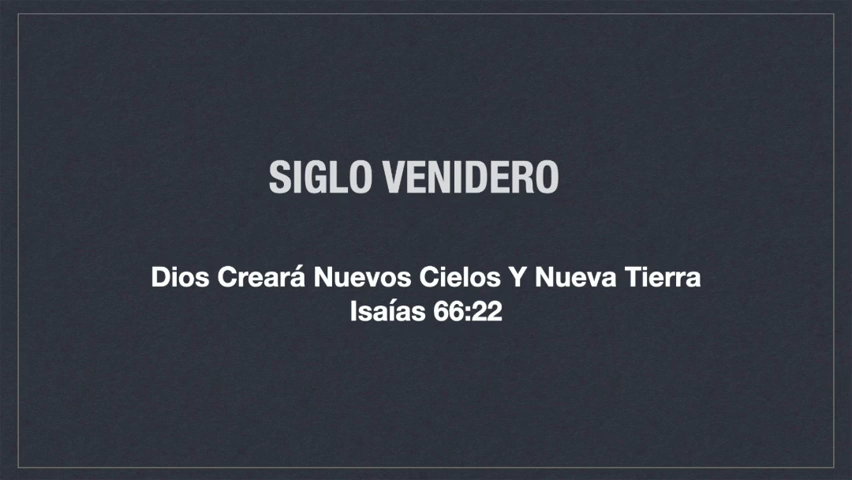 SIGLO VENIDERO
Dios Creará Nuevos Cielos Y Nueva Tierra
Isaías 66:22